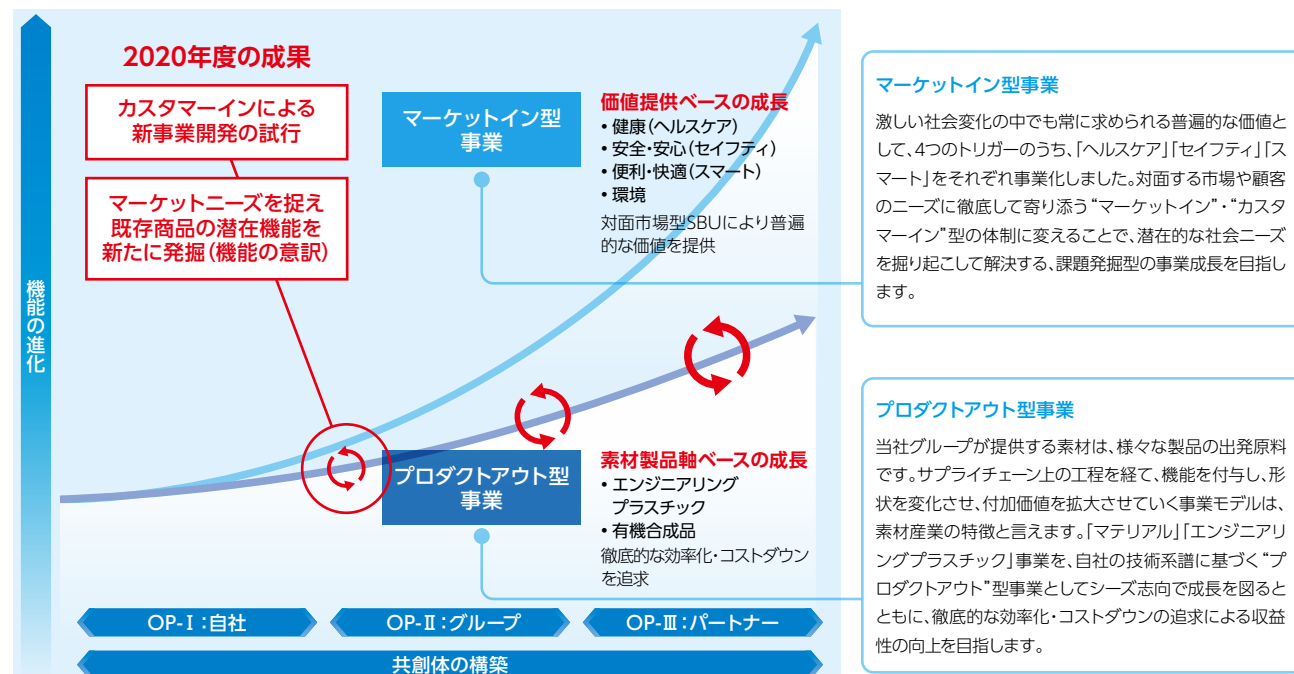 2020年度の成果
カスタマーインによる
新事業開発の試行
マーケットニーズを捉え
既存商品の潜在機能を
新たに発掘(機能の意訳)
機能の進化
マーケットイン型
事業
価値提供ベースの成長
• 健康(ヘルスケア)
• 安全・安心(セイフティ)
• 便利・快適(スマート)
• 環境
対面市場型SBUにより普遍
的な価値を提供
プロダクトアウト型
事業
素材製品軸ベースの成長
• エンジニアリング
プラスチック
• 有機合成品
徹底的な効率化・コストダウン
を追求
OP-Ⅰ:自社
OP-Ⅱ:グループ
OP-Ⅲ:パートナー
共創体の構築
マーケットイン型事業
激しい社会変化の中でも常に求められる普遍的な価値と
して、4つのトリガーのうち、「ヘルスケア」「セイフティ」「ス
マート」をそれぞれ事業化しました。対面する市場や顧客
のニーズに徹底して寄り添う“マーケットイン”・“カスタ
マーイン”型の体制に変えることで、潜在的な社会ニーズ
を掘り起こして解決する、課題発掘型の事業成長を目指し
ます。
プロダクトアウト型事業
当社グループが提供する素材は、様々な製品の出発原料
です。サプライチェーン上の工程を経て、機能を付与し、形
状を変化させ、付加価値を拡大させていく事業モデルは、
素材産業の特徴と言えます。「マテリアル」「エンジニアリ
ングプラスチック」事業を、自社の技術系譜に基づく“プ
ロダクトアウト”型事業としてシーズ志向で成長を図ると
ともに、徹底的な効率化・コストダウンの追求による収益
性の向上を目指します。